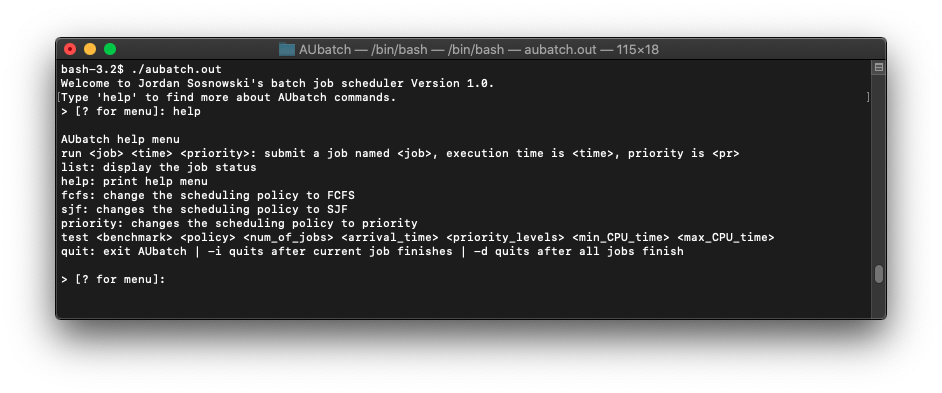 AUbatch — /bin/bash — /bin/bash — aubatch.out — 115×18
bash-3.2$ ./aubatch.out
Welcome to Jordan Sosnowski's batch job scheduler Version 1.0.
[Type 'help' to find more about AUbatch commands. ]
> [? for menu]: help
AUbatch help menu
run <job> <time> <priority>: submit a job named <job>, execution time is <time>, priority is <pr>
list: display the job status
help: print help menu
fcfs: change the scheduling policy to FCFS
sjf: changes the scheduling policy to SJF
priority: changes the scheduling policy to priority
test <benchmark> <policy> <num_of_jobs> <arrival_time> <priority_levels> <min_CPU_time> <max_CPU_time>
quit: exit AUbatch | -i quits after current job finishes | -d quits after all jobs finish
> [? for menu]: